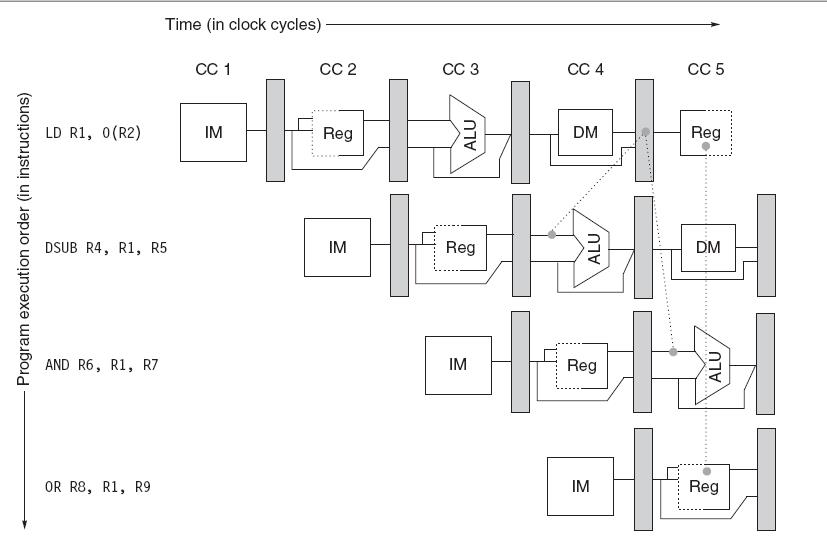 Time (in clock cycles)
CC 1 CC 2 CC 3 CC 4 CC 5
Program execution order (in instructions)
LD R1, 0(R2) IM Reg ALU DM Reg
DSUB R4, R1, R5 IM Reg ALU DM
AND R6, R1, R7 IM Reg ALU
OR R8, R1, R9 IM Reg